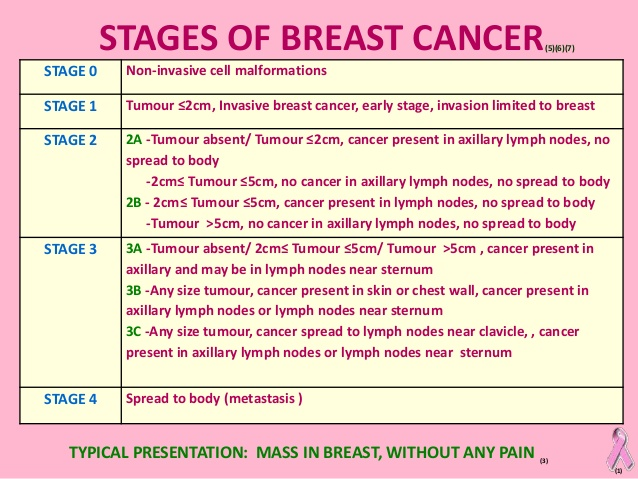 STAGES OF BREAST CANCER(5)(6)(7)
STAGE 0 Non-invasive cell malformations
STAGE 1 Tumour ≤2cm, Invasive breast cancer, early stage, invasion limited to breast
STAGE 2 2A -Tumour absent/ Tumour ≤2cm, cancer present in axillary lymph nodes, no
spread to body
-2cm≤ Tumour ≤5cm, no cancer in axillary lymph nodes, no spread to body
2B - 2cm≤ Tumour ≤5cm, cancer present in lymph nodes, no spread to body
-Tumour >5cm, no cancer in axillary lymph nodes, no spread to body
STAGE 3 3A -Tumour absent/ 2cm≤ Tumour ≤5cm/ Tumour >5cm , cancer present in
axillary and may be in lymph nodes near sternum
3B -Any size tumour, cancer present in skin or chest wall, cancer present in
axillary lymph nodes or lymph nodes near sternum
3C -Any size tumour, cancer spread to lymph nodes near clavicle, , cancer
present in axillary lymph nodes or lymph nodes near sternum
STAGE 4 Spread to body (metastasis )
TYPICAL PRESENTATION: MASS IN BREAST, WITHOUT ANY PAIN (3)
(1)